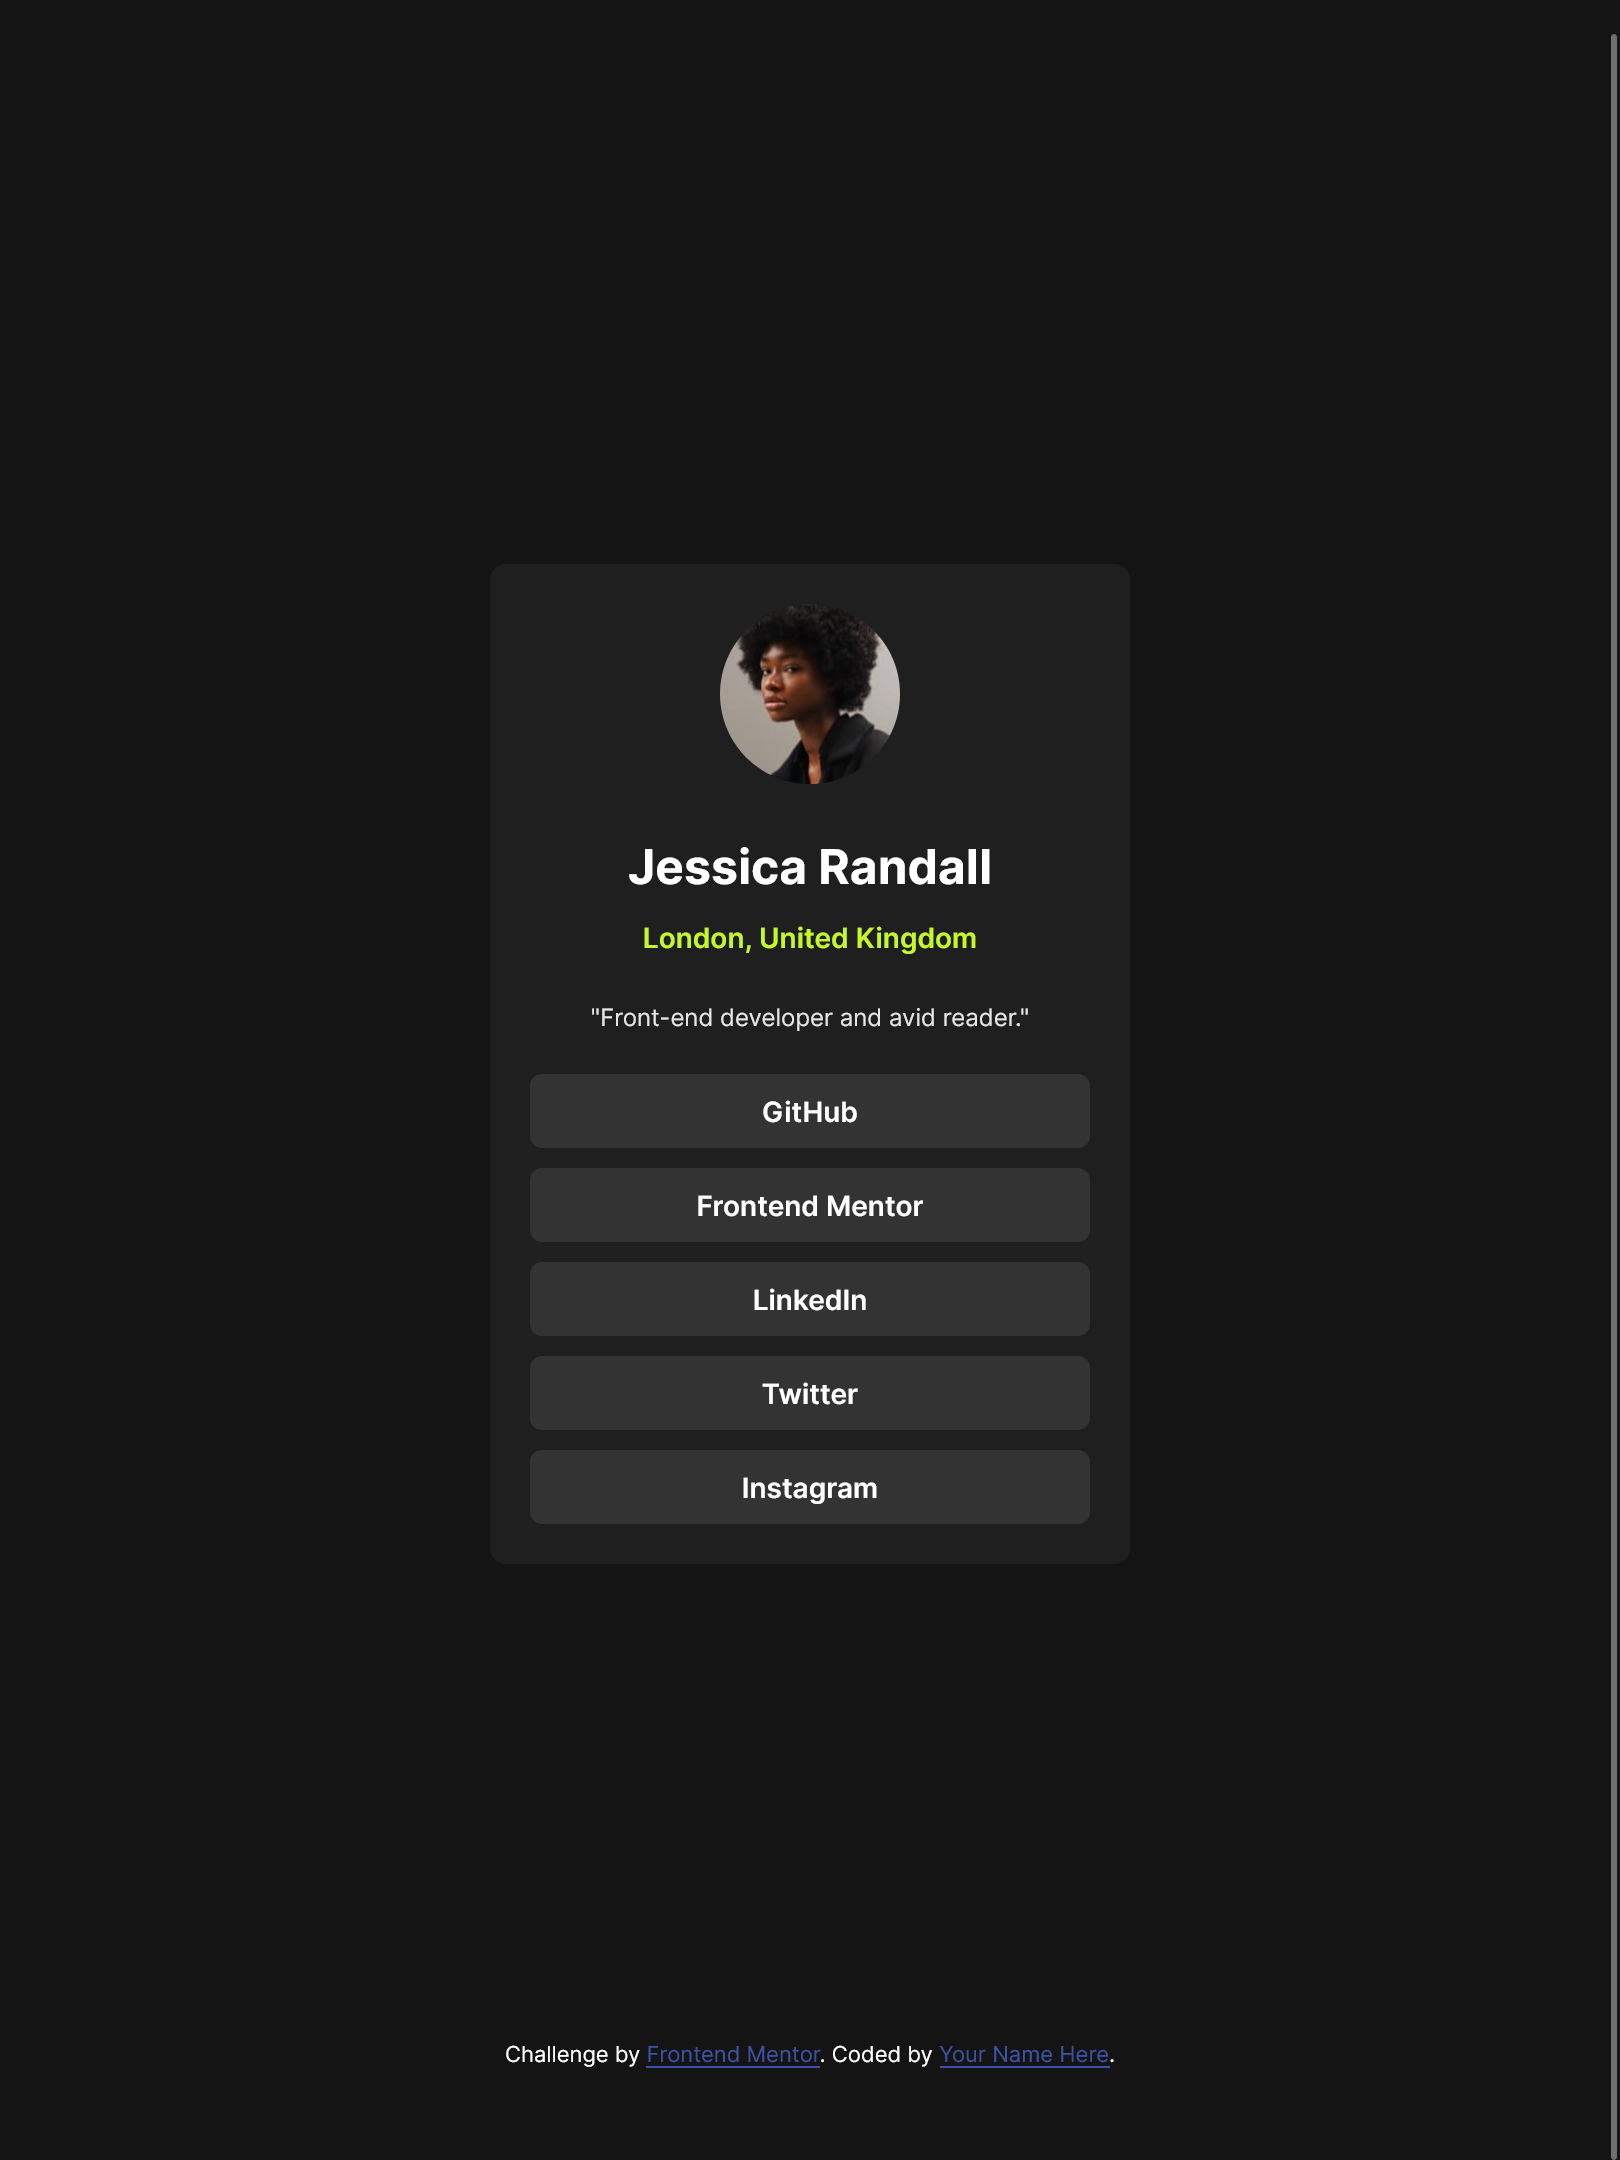 Jessica Randall
London, United Kingdom
"Front-end developer and avid reader."
GitHub
Frontend Mentor
LinkedIn
Twitter
Instagram
Challenge by Frontend Mentor. Coded by Your Name Here.